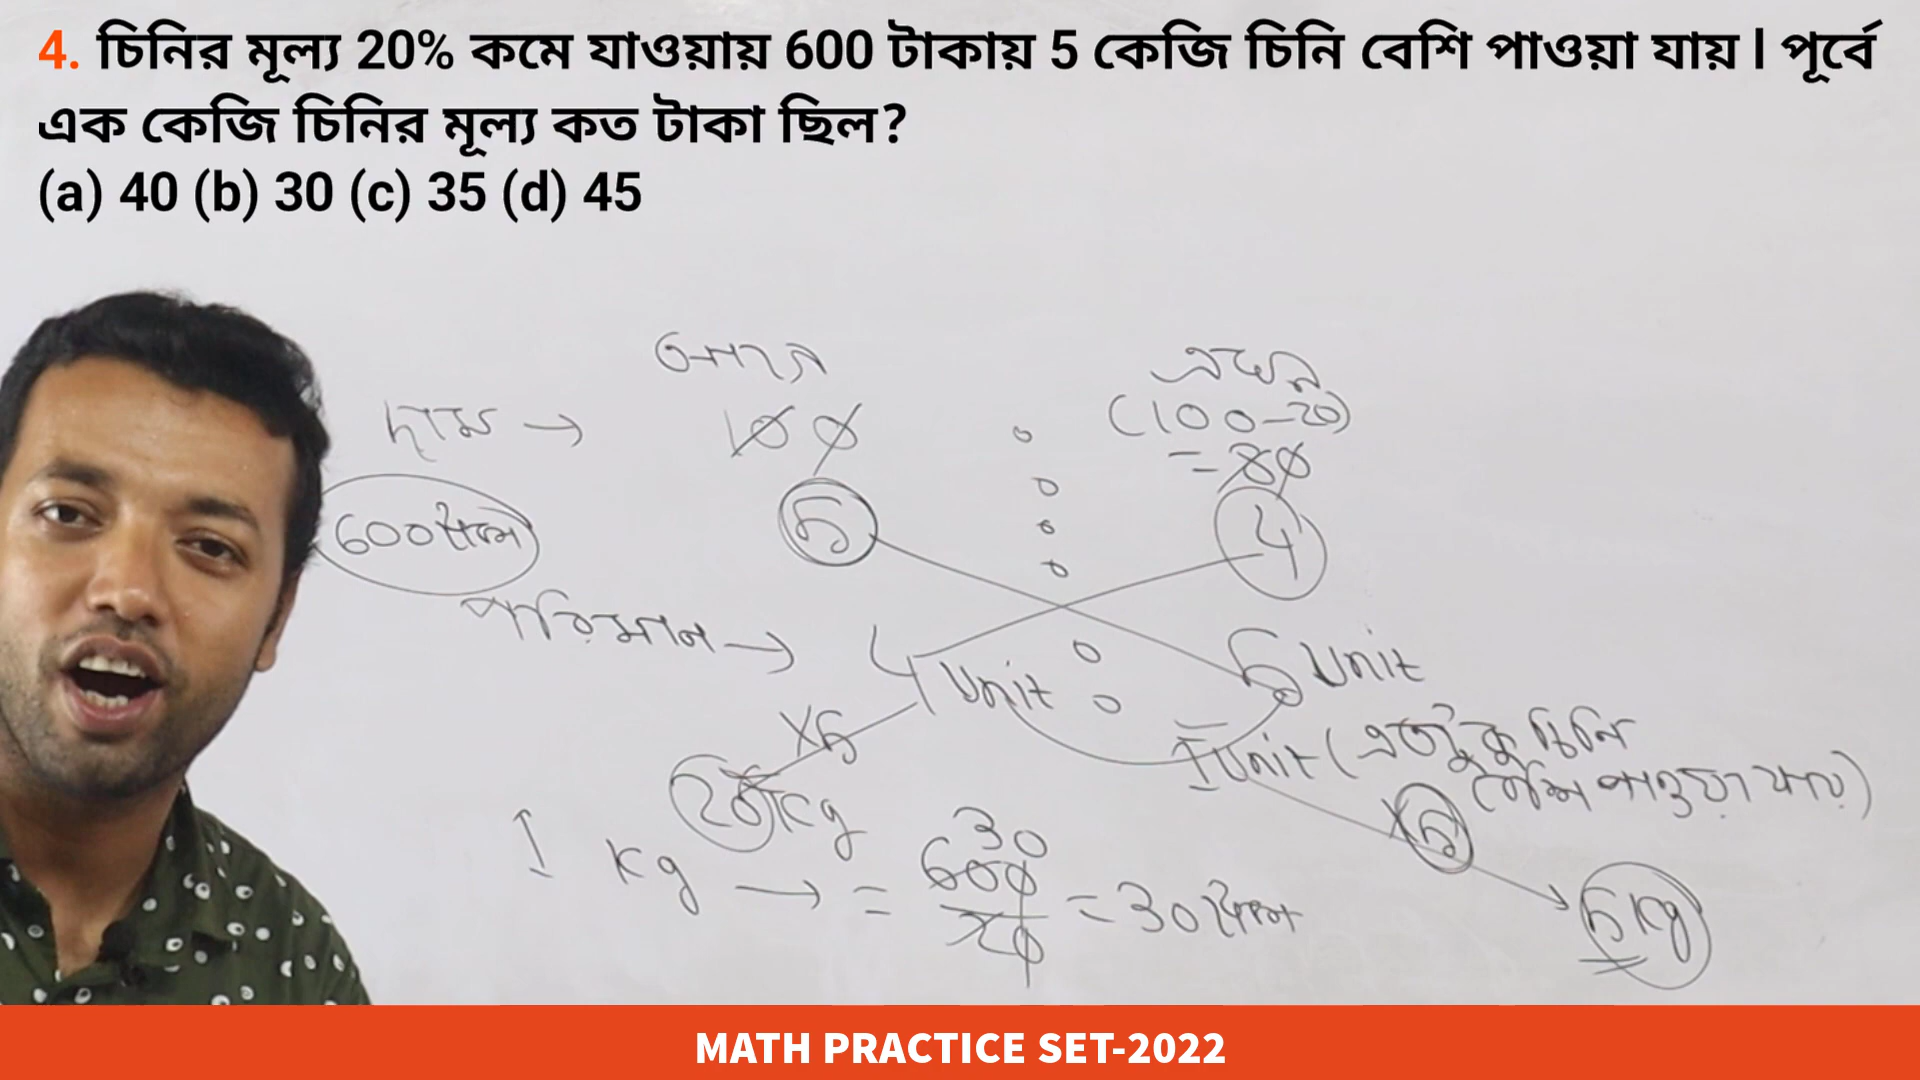 4. চিনির মূল্য 20% কমে যাওয়ায় 600 টাকায় 5 কেজি চিনি বেশি পাওয়া যায়। পূর্বে
এক কেজি চিনির মূল্য কত টাকা ছিল?
(a) 40 (b) 30 (c) 35 (d) 45
আগে এখন
দাম → 100 : (100-20)
= 80
600 টাকা 5 : 4
পরিমান → 4 Unit : 5 Unit
×5 1 Unit (এতটুকু চিনি
বেশি পাওয়া যায়)
20 kg ×5
1 kg → = 600/20 30 = 30 টাকা 5 kg
MATH PRACTICE SET-2022